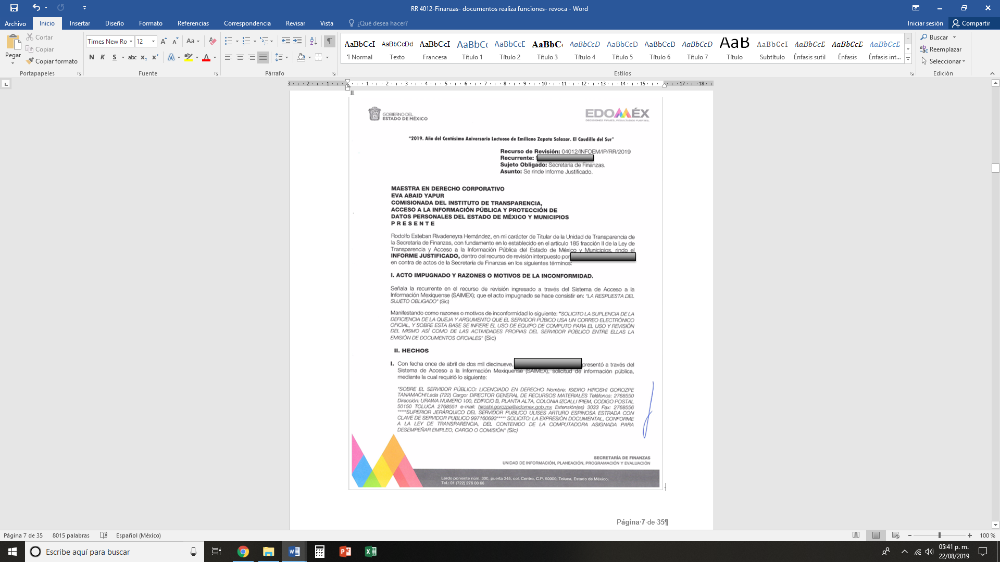 RR 4012-Finanzas- documentos realiza funciones- revoca - Word
Archivo Inicio Insertar Diseño Formato Referencias Correspondencia Revisar Vista ¿Qué desea hacer? Iniciar sesión Compartir
Pegar
Cortar
Copiar
Copiar formato
Portapapeles
Times New Ro 12
Fuente
Párrafo
AaBbCcI AaBbCcDd AaBbCcI AaBbCc AaBbCcE AaBbCc AaBbCcD AaBbCcD AaBbCcD AaBbCcD AaB AaBbCcI AaBbCcDd AaBbCcDd AaBbCcDd
¶ Normal Texto Francesa Título 1 Título 2 Título 3 Título 4 Título 5 Título 6 Título 7 Título Subtítulo Énfasis sutil Énfasis Énfasis int...
Estilos
Buscar
Reemplazar
Seleccionar
Edición
3 2 1 1 2 3 4 5 6 7 8 9 10 11 12 13 14 15 17 18
GOBIERNO DEL
ESTADO DE MÉXICO
EDOMÉX
DECISIONES FIRMES, RESULTADOS FUERTES.
"2019. Año del Centésimo Aniversario Luctuoso de Emiliano Zapata Salazar. El Caudillo del Sur"
Recurso de Revisión: 04012/INFOEM/IP/RR/2019
Recurrente:
Sujeto Obligado: Secretaría de Finanzas.
Asunto: Se rinde Informe Justificado.
MAESTRA EN DERECHO CORPORATIVO
EVA ABAID YAPUR
COMISIONADA DEL INSTITUTO DE TRANSPARENCIA,
ACCESO A LA INFORMACIÓN PÚBLICA Y PROTECCIÓN DE
DATOS PERSONALES DEL ESTADO DE MÉXICO Y MUNICIPIOS
P R E S E N T E
Rodolfo Esteban Rivadeneyra Hernández, en mi carácter de Titular de la Unidad de Transparencia de
la Secretaría de Finanzas, con fundamento en lo establecido en el artículo 185 fracción II de la Ley de
Transparencia y Acceso a la Información Pública del Estado de México y Municipios, rindo el
INFORME JUSTIFICADO, dentro del recurso de revisión interpuesto por
en contra de actos de la Secretaría de Finanzas en los siguientes términos:
I. ACTO IMPUGNADO Y RAZONES O MOTIVOS DE LA INCONFORMIDAD.
Señala la recurrente en el recurso de revisión ingresado a través del Sistema de Acceso a la
Información Mexiquense (SAIMEX); que el acto impugnado se hace consistir en: "LA RESPUESTA DEL
SUJETO OBLIGADO" (Sic)
Manifestando como razones o motivos de inconformidad lo siguiente: "SOLICITO LA SUPLENCIA DE LA
DEFICIENCIA DE LA QUEJA Y ARGUMENTO QUE EL SERVIDOR PÚBICO USA UN CORREO ELECTRÓNICO
OFICIAL, Y SOBRE ESTA BASE SE INFIERE EL USO DE EQUIPO DE COMPUTO PARA EL USO Y REVISIÓN
DEL MISMO ASÍ COMO DE LAS ACTIVIDADES PROPIAS DEL SERVIDOR PÚBLICO ENTRE ELLAS LA
EMISIÓN DE DOCUMENTOS OFICIALES" (Sic)
II. HECHOS
I. Con fecha once de abril de dos mil diecinueve, presentó a través del
Sistema de Acceso a la Información Mexiquense (SAIMEX), solicitud de información pública,
mediante la cual requirió lo siguiente:
"SOBRE EL SERVIDOR PÚBLICO: LICENCIADO EN DERECHO Nombre: ISIDRO HIROSHI GOROZPE
TANAMACHI Lada (722) Cargo: DIRECTOR GENERAL DE RECURSOS MATERIALES Teléfonos: 2768550
Dirección: URAWA NUMERO 100, EDIFICIO B, PLANTA ALTA, COLONIA IZCALLI IPIEM, CODIGO POSTAL
50150 TOLUCA 2768551 e-mail: hiroshi.gorozpe@edomex.gob.mx Extensión(es) 3033 Fax: 2768556
*****SUPERIOR JERÁRQUICO DEL SERVIDOR PUBLICO ULISES ARTURO ESPINOSA ESTRADA CON
CLAVE DE SERVIDOR PUBLICO 997160693***** SOLICITO: LA EXPRESIÓN DOCUMENTAL, CONFORME
A LA LEY DE TRANSPARENCIA, DEL CONTENIDO DE LA COMPUTADORA ASIGNADA PARA
DESEMPEÑAR EMPLEO, CARGO O COMISIÓN" (Sic)
SECRETARÍA DE FINANZAS
UNIDAD DE INFORMACIÓN, PLANEACIÓN, PROGRAMACIÓN Y EVALUACIÓN
Lerdo poniente núm. 300, puerta 345, col. Centro, C.P. 50000, Toluca, Estado de México.
Tel.: 01 (722) 276 00 66
Página·7·de·35¶
Página 7 de 35 8015 palabras Español (México) 100 %
Escribe aquí para buscar
05:41 p. m.
22/08/2019